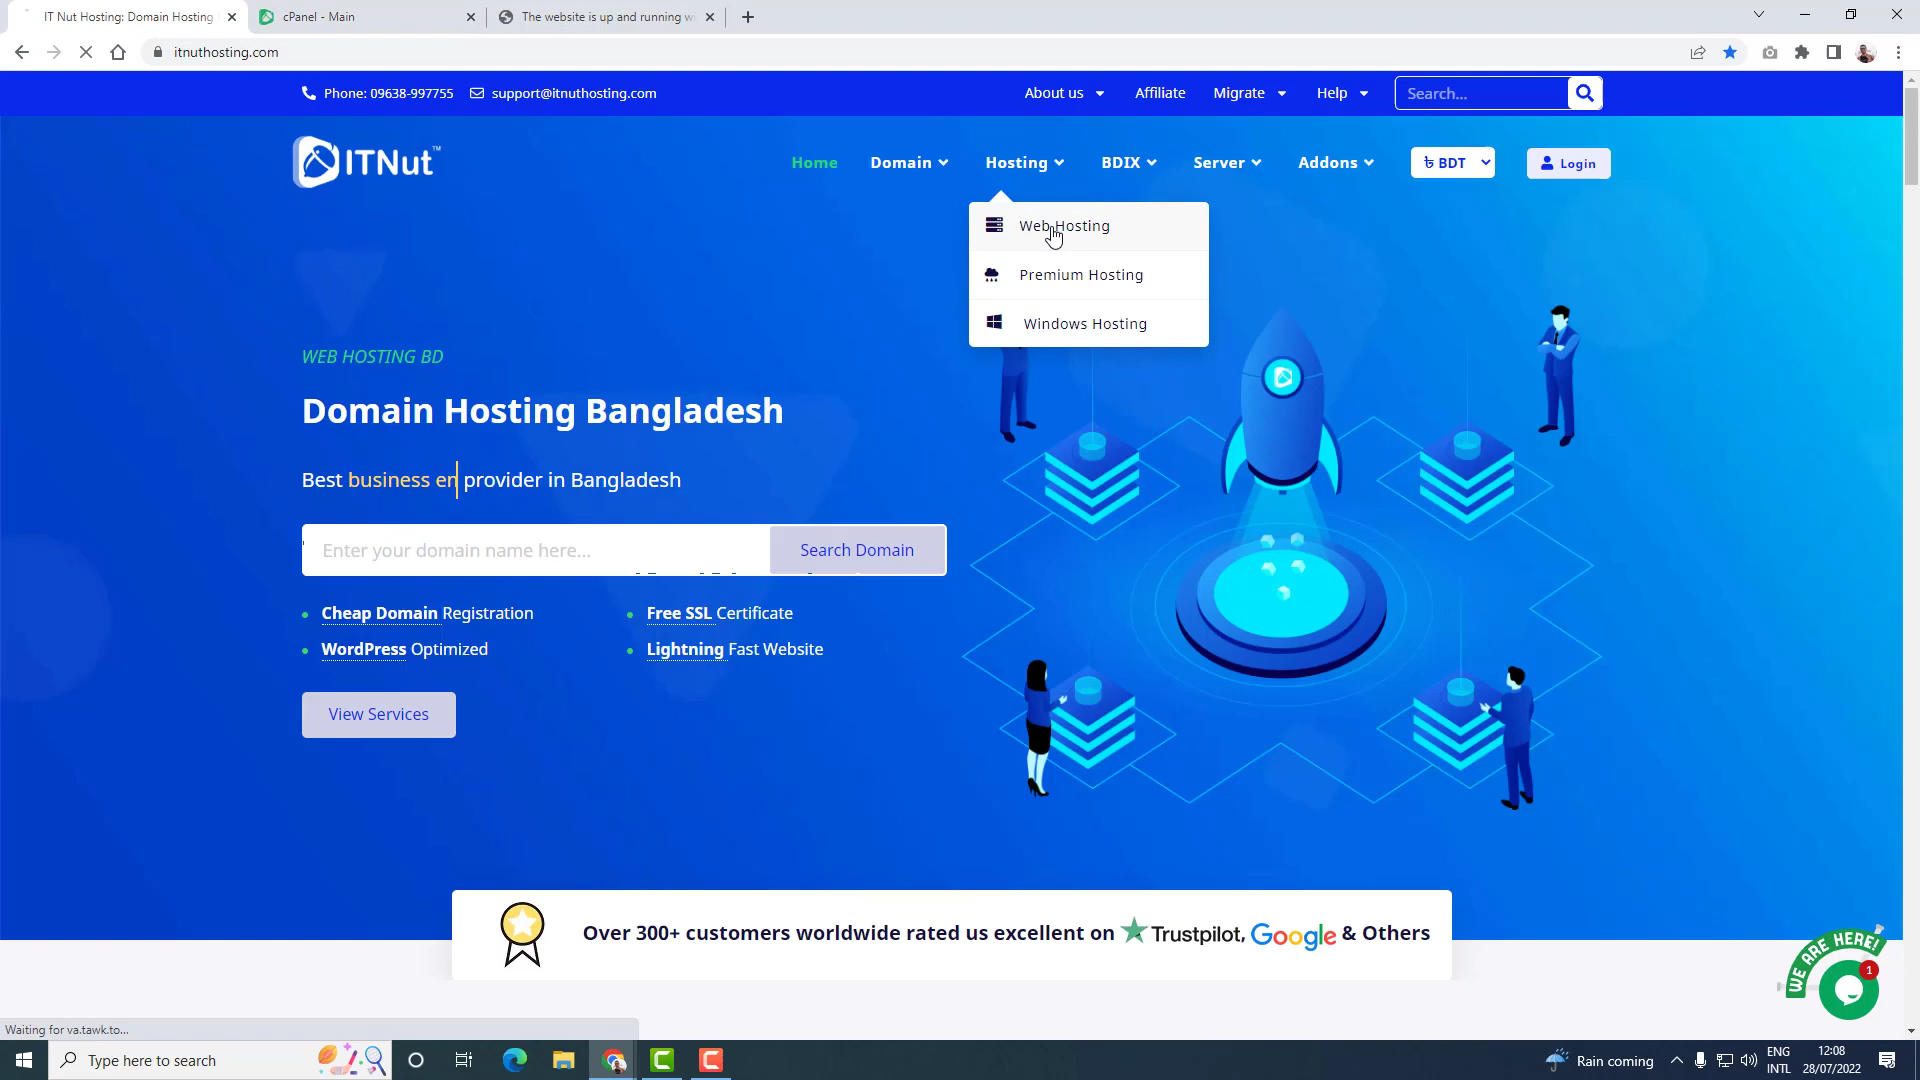 IT Nut Hosting: Domain Hosting
cPanel - Main
The website is up and running wi
itnuthosting.com
Phone: 09638-997755 support@itnuthosting.com
About us Affiliate Migrate Help Search...
ITNut™
Home Domain Hosting BDIX Server Addons ৳ BDT Login
Web Hosting
Premium Hosting
Windows Hosting
WEB HOSTING BD
Domain Hosting Bangladesh
Best business en provider in Bangladesh
Enter your domain name here... Search Domain
Cheap Domain Registration
Free SSL Certificate
WordPress Optimized
Lightning Fast Website
View Services
Over 300+ customers worldwide rated us excellent on Trustpilot, Google & Others
WE ARE HERE!
1
Waiting for va.tawk.to...
Type here to search
Rain coming
ENG
INTL
12:08
28/07/2022